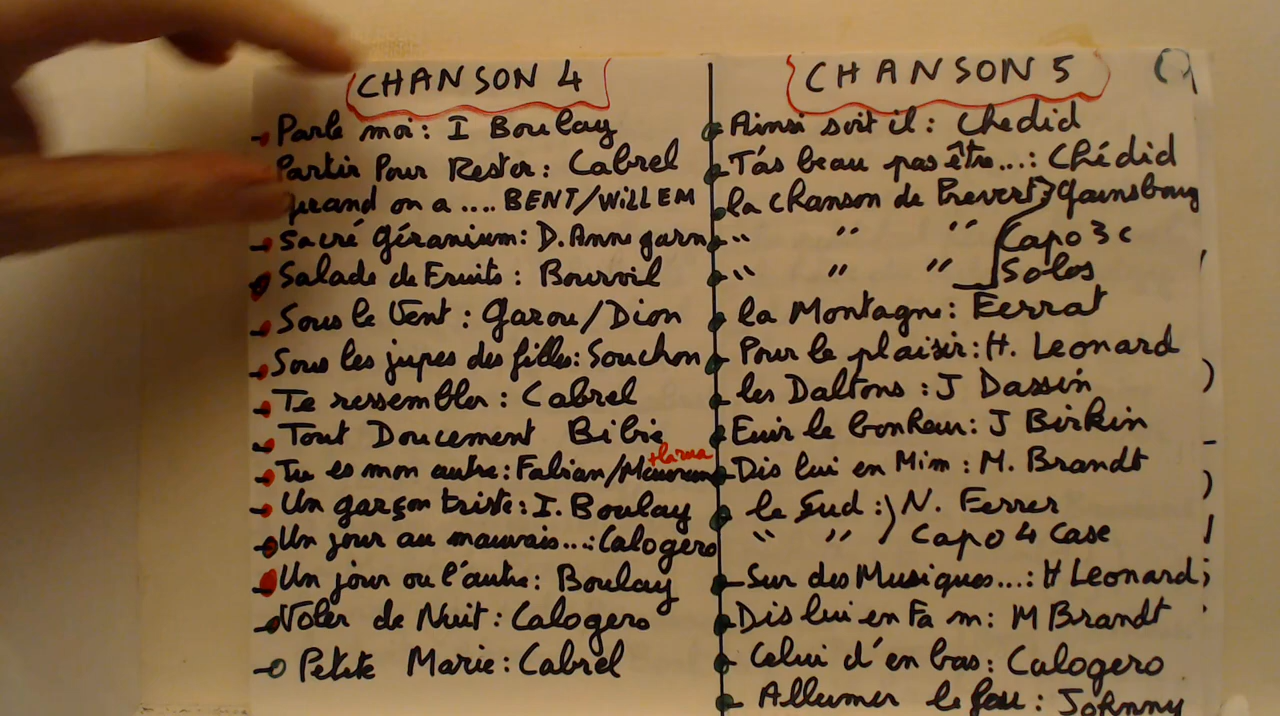 CHANSON 4
Parle moi : I Boulay
Partir Pour Rester : Cabrel
Quand on a .... BENT/WILLEM
Sacré Géranium : D. Annegarn
Salade de Fruits : Bourvil
Sous le Vent : Garou/Dion
Sous les jupes des filles : Souchon
Te ressembler : Cabrel
Tout Doucement Bibie
+ larua
Tu es mon autre : Fabian/Maurane
Un garçon triste : I. Boulay
Un jour au mauvais... : Calogero
Un jour ou l'autre : Boulay
Voler de Nuit : Calogero
Petite Marie : Cabrel
CHANSON 5
Ainsi soit il : Chedid
T'as beau pas être... : Chédid
la chanson de Prevert } Gainsbourg
" " " Capo 3 c
" " " Solos
la Montagne : Ferrat
Pour le plaisir : H. Leonard
les Daltons : J Dassin
Fuir le bonheur : J Birkin
Dis lui en Mim : M. Brandt
le Sud : ) N. Ferrer
" " ) Capo 4 Case
Sur des Musiques... : H Leonard
Dis lui en Fa m : M Brandt
Celui d'en bas : Calogero
Allumer le feu : Johnny